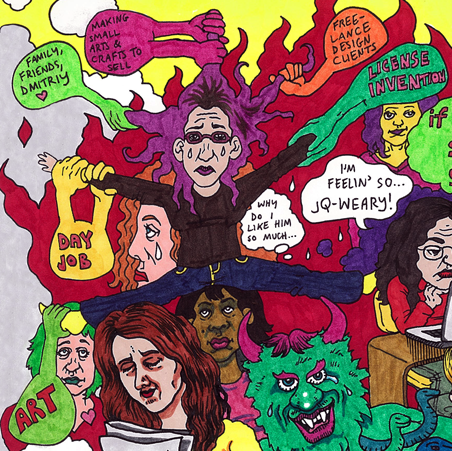 MAKING
SMALL
ARTS &
CRAFTS TO
SELL
FREE-
LANCE
DESIGN
CLIENTS
FAMILY,
FRIENDS,
DMITRIY
♡
LICENSE
INVENTION
if
I'M
FEELIN' SO...
JQ-WEARY!
WHY
DO I
LIKE HIM
SO MUCH...
DAY
JOB
ART